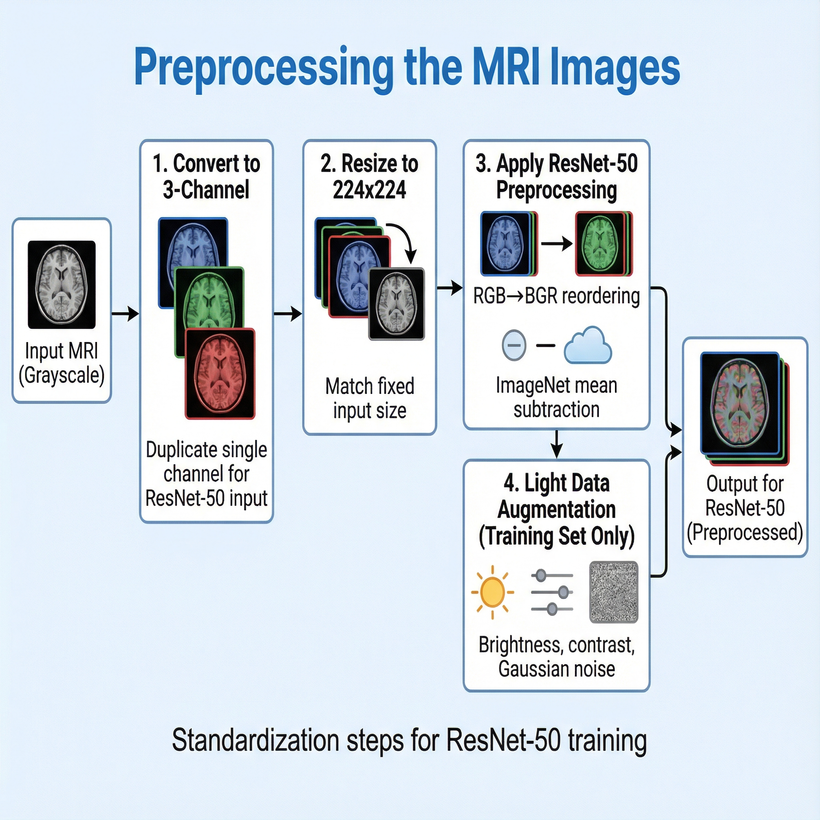 Preprocessing the MRI Images
Input MRI
(Grayscale)
1. Convert to
3-Channel
Duplicate single
channel for
ResNet-50 input
2. Resize to
224x224
Match fixed
input size
3. Apply ResNet-50
Preprocessing
RGB→BGR reordering
ImageNet mean
subtraction
4. Light Data
Augmentation
(Training Set Only)
Brightness, contrast,
Gaussian noise
Output for
ResNet-50
(Preprocessed)
Standardization steps for ResNet-50 training